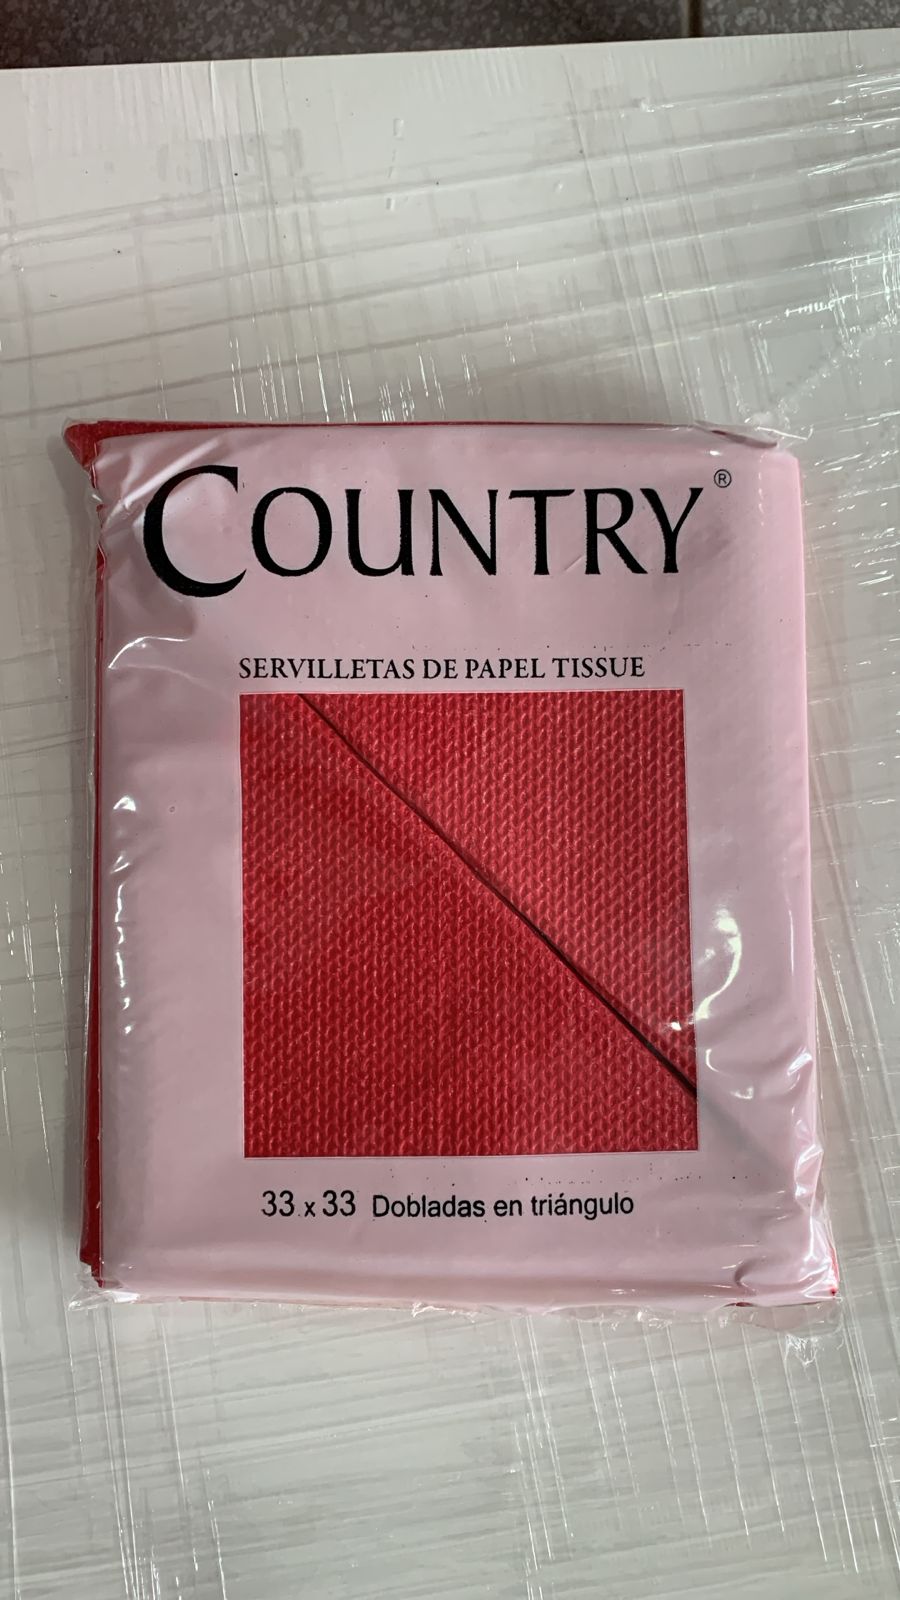 COUNTRY®
SERVILLETAS DE PAPEL TISSUE
33 x 33 Dobladas en triángulo